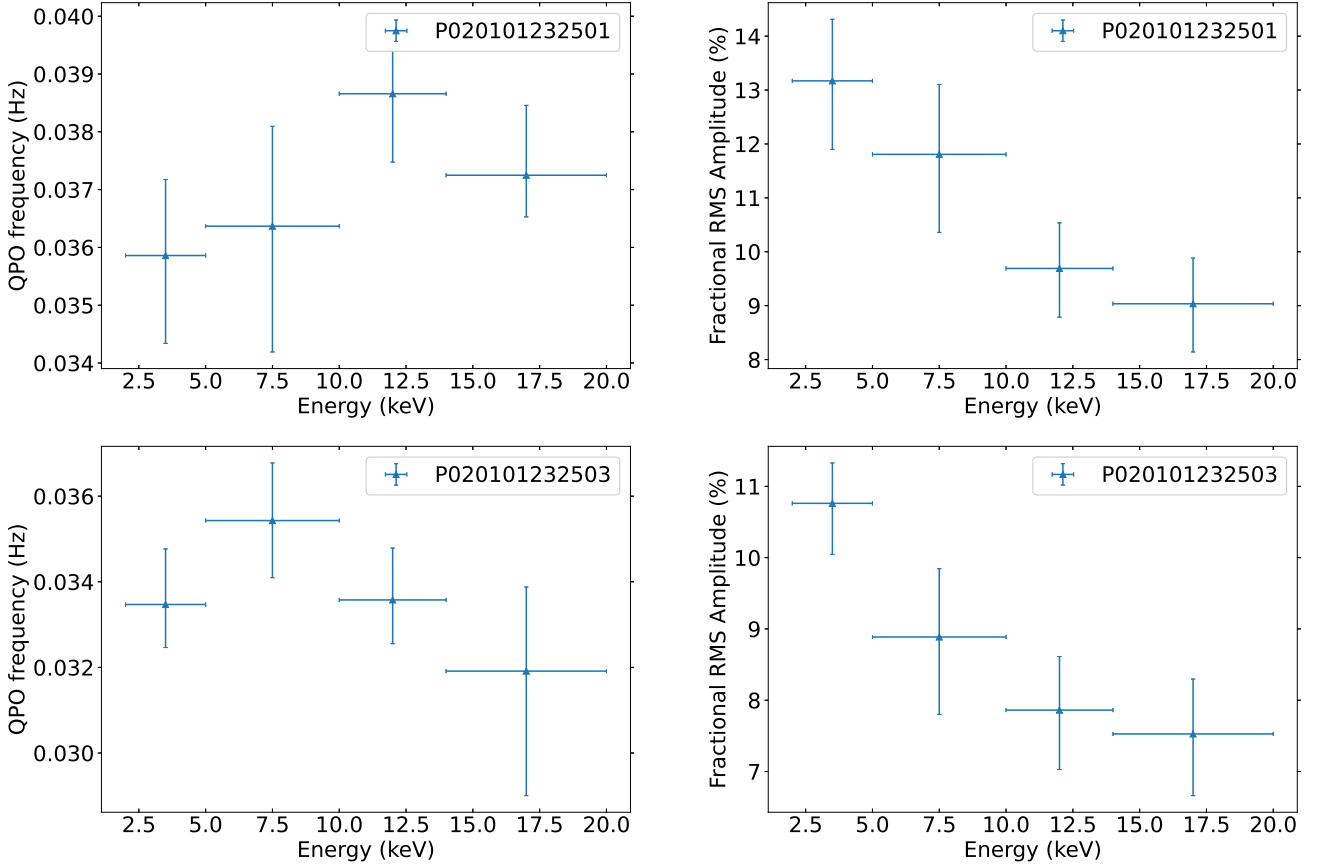 0.040
0.039
0.038
0.037
0.036
0.035
0.034
QPO frequency (Hz)
P020101232501
2.5 5.0 7.5 10.0 12.5 15.0 17.5 20.0
Energy (keV)
14
13
12
11
10
9
8
Fractional RMS Amplitude (%)
P020101232501
2.5 5.0 7.5 10.0 12.5 15.0 17.5 20.0
Energy (keV)
0.036
0.034
0.032
0.030
QPO frequency (Hz)
P020101232503
2.5 5.0 7.5 10.0 12.5 15.0 17.5 20.0
Energy (keV)
11
10
9
8
7
Fractional RMS Amplitude (%)
P020101232503
2.5 5.0 7.5 10.0 12.5 15.0 17.5 20.0
Energy (keV)